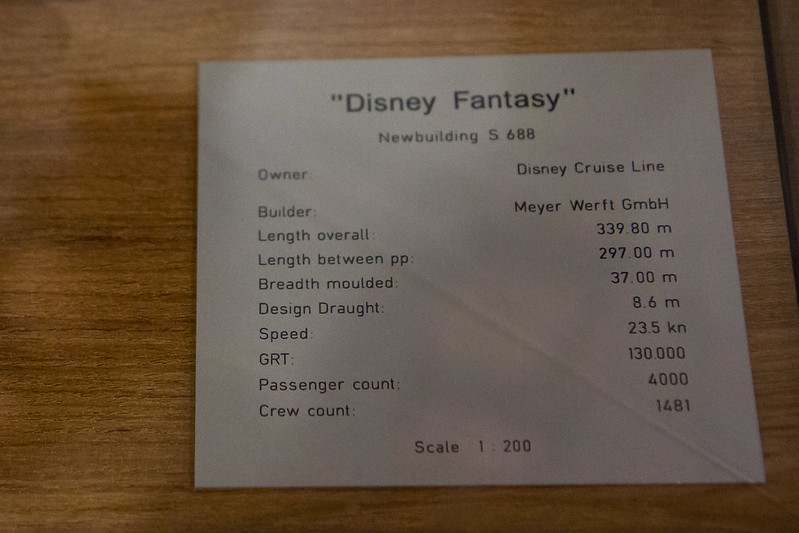 "Disney Fantasy"
Newbuilding S 688
Owner: Disney Cruise Line
Builder: Meyer Werft GmbH
Length overall: 339.80 m
Length between pp: 297.00 m
Breadth moulded: 37.00 m
Design Draught: 8.6 m
Speed: 23.5 kn
GRT: 130.000
Passenger count: 4000
Crew count: 1481
Scale 1 : 200